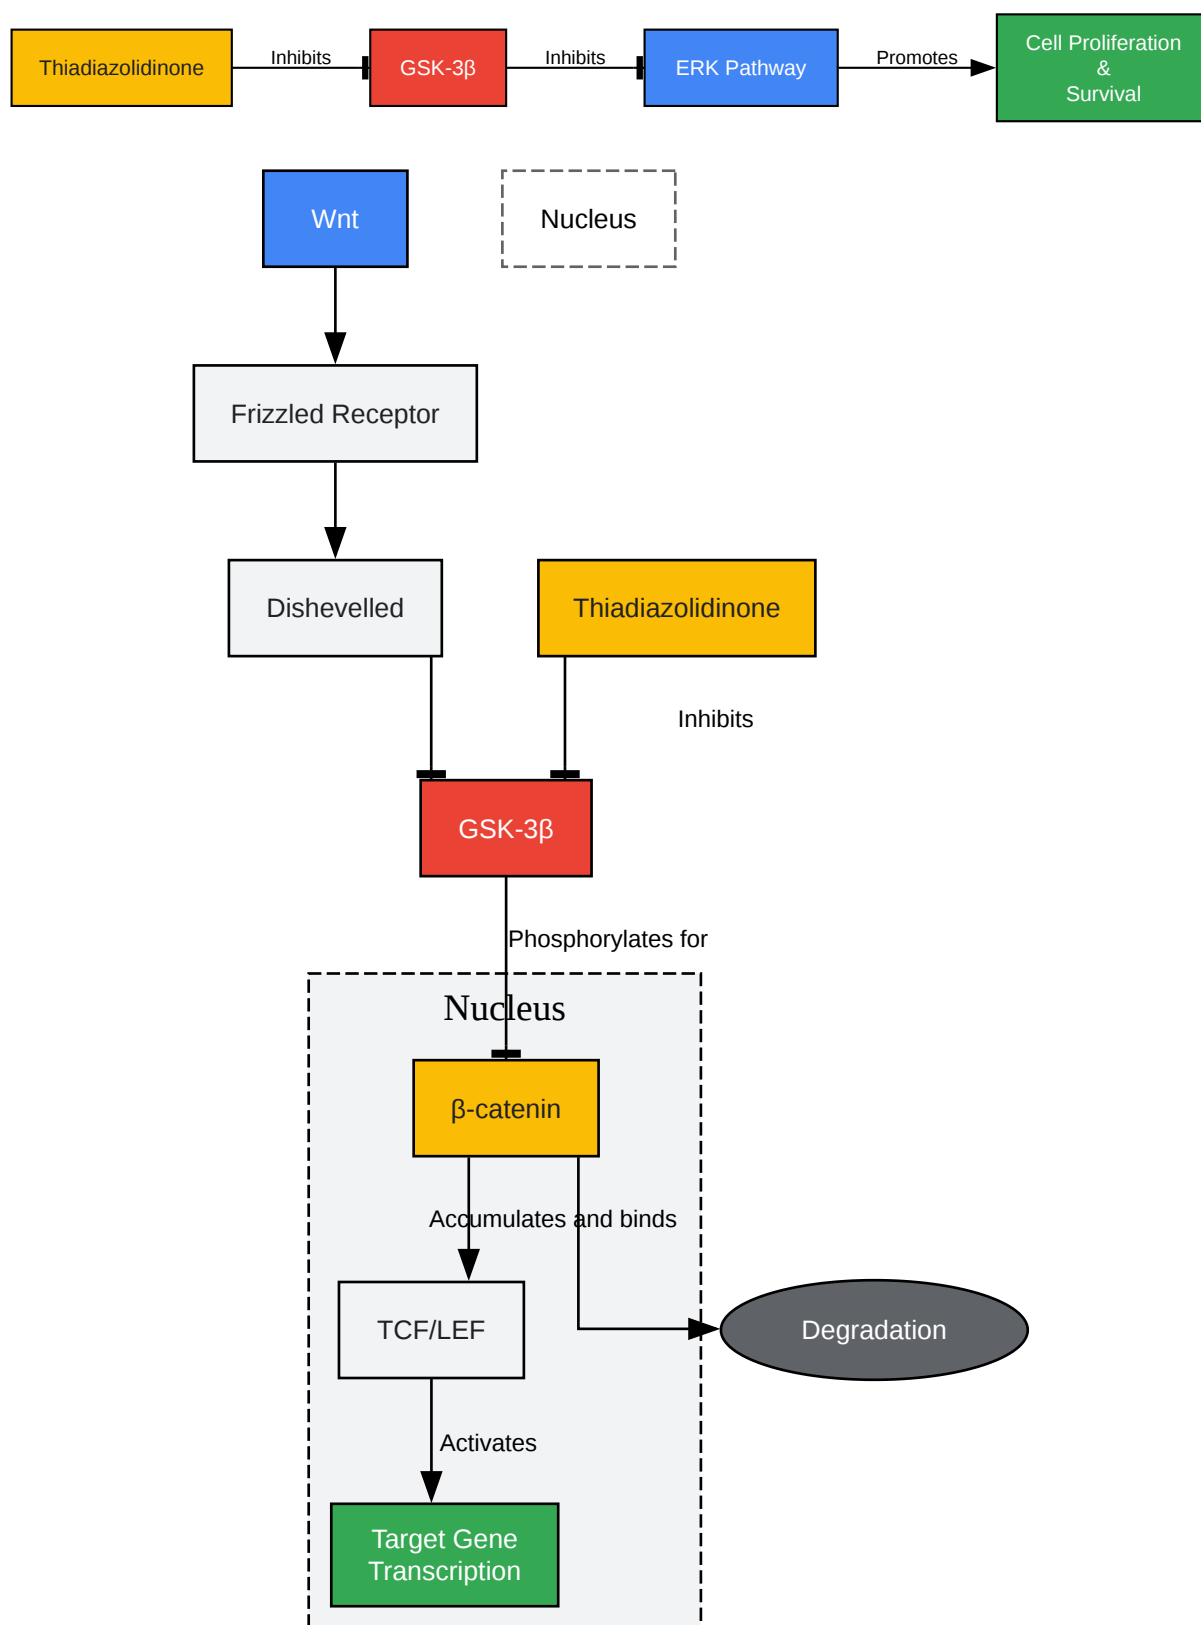 Thiadiazolidinone
Inhibits
GSK-3β
Inhibits
ERK Pathway
Promotes
Cell Proliferation
&
Survival
Wnt
Nucleus
Frizzled Receptor
Dishevelled
Thiadiazolidinone
Inhibits
GSK-3β
Phosphorylates for
Nucleus
β-catenin
Accumulates and binds
TCF/LEF
Degradation
Activates
Target Gene
Transcription